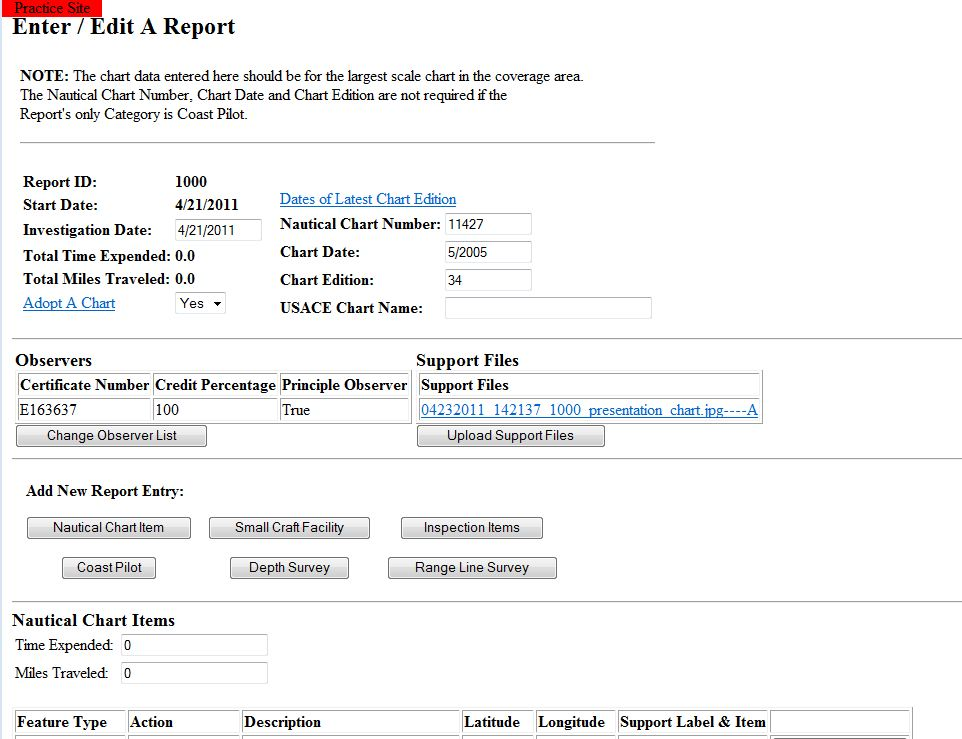 Practice Site
Enter / Edit A Report
NOTE: The chart data entered here should be for the largest scale chart in the coverage area.
The Nautical Chart Number, Chart Date and Chart Edition are not required if the
Report's only Category is Coast Pilot.
Report ID: 1000
Start Date: 4/21/2011
Investigation Date: 4/21/2011
Total Time Expended: 0.0
Total Miles Traveled: 0.0
Adopt A Chart Yes
Dates of Latest Chart Edition
Nautical Chart Number: 11427
Chart Date: 5/2005
Chart Edition: 34
USACE Chart Name:
Observers
Certificate Number Credit Percentage Principle Observer
E163637 100 True
Change Observer List
Support Files
Support Files
04232011_142137_1000_presentation_chart.jpg----A
Upload Support Files
Add New Report Entry:
Nautical Chart Item Small Craft Facility Inspection Items
Coast Pilot Depth Survey Range Line Survey
Nautical Chart Items
Time Expended: 0
Miles Traveled: 0
Feature Type Action Description Latitude Longitude Support Label & Item